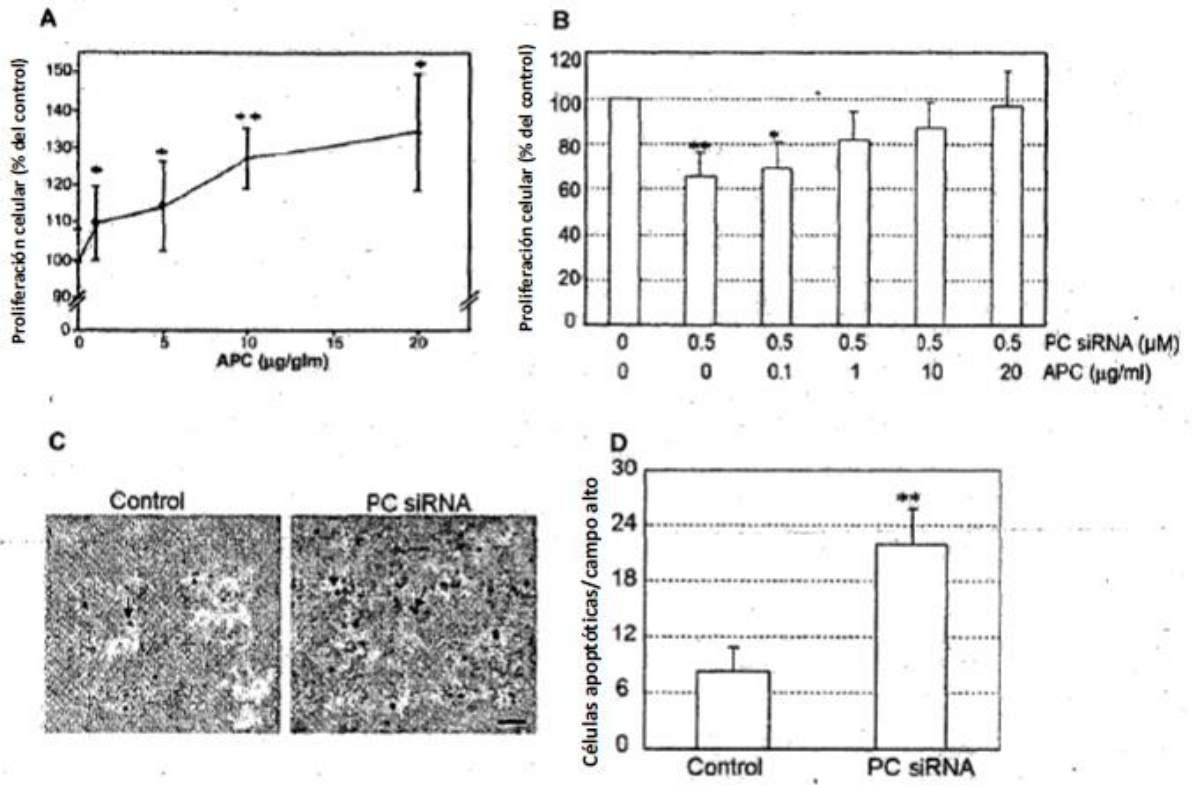 A
Proliferación celular (% del control)
150
140
130
120
110
100
90
0
*
*
**
*
0 5 10 15 20
APC (µg/glm)
B
Proliferación celular (% del control)
120
100
80
60
40
20
0
**
*
0 0.5 0.5 0.5 0.5 0.5 PC siRNA (µM)
0 0 0.1 1 10 20 APC (µg/ml)
C
Control PC siRNA
D
Células apoptóticas/campo alto
30
24
18
12
6
0
**
Control PC siRNA